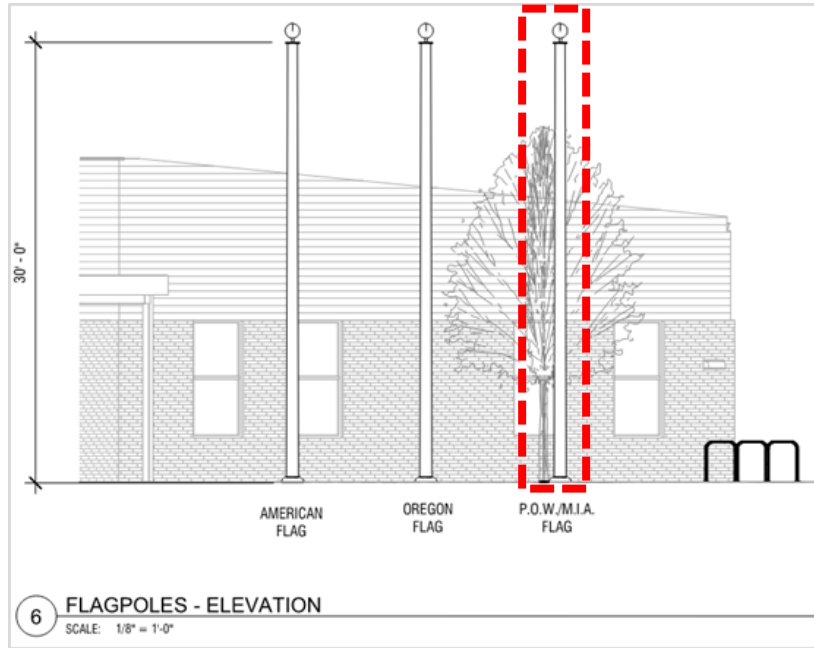 30' - 0"
AMERICAN
FLAG
OREGON
FLAG
P.O.W./M.I.A.
FLAG
6
FLAGPOLES - ELEVATION
SCALE: 1/8" = 1'-0"